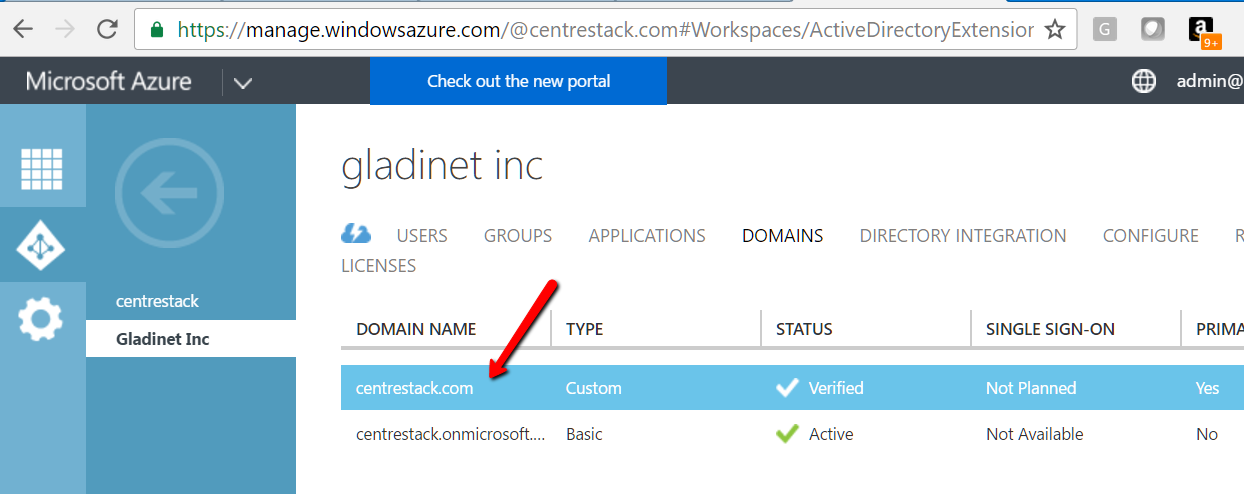 https://manage.windowsazure.com/@centrestack.com#Workspaces/ActiveDirectoryExtension
G
a
9+
Microsoft Azure
Check out the new portal
admin@
gladinet inc
USERS GROUPS APPLICATIONS DOMAINS DIRECTORY INTEGRATION CONFIGURE R
LICENSES
centrestack
Gladinet Inc
DOMAIN NAME TYPE STATUS SINGLE SIGN-ON PRIMA
centrestack.com Custom Verified Not Planned Yes
centrestack.onmicrosoft.... Basic Active Not Available No